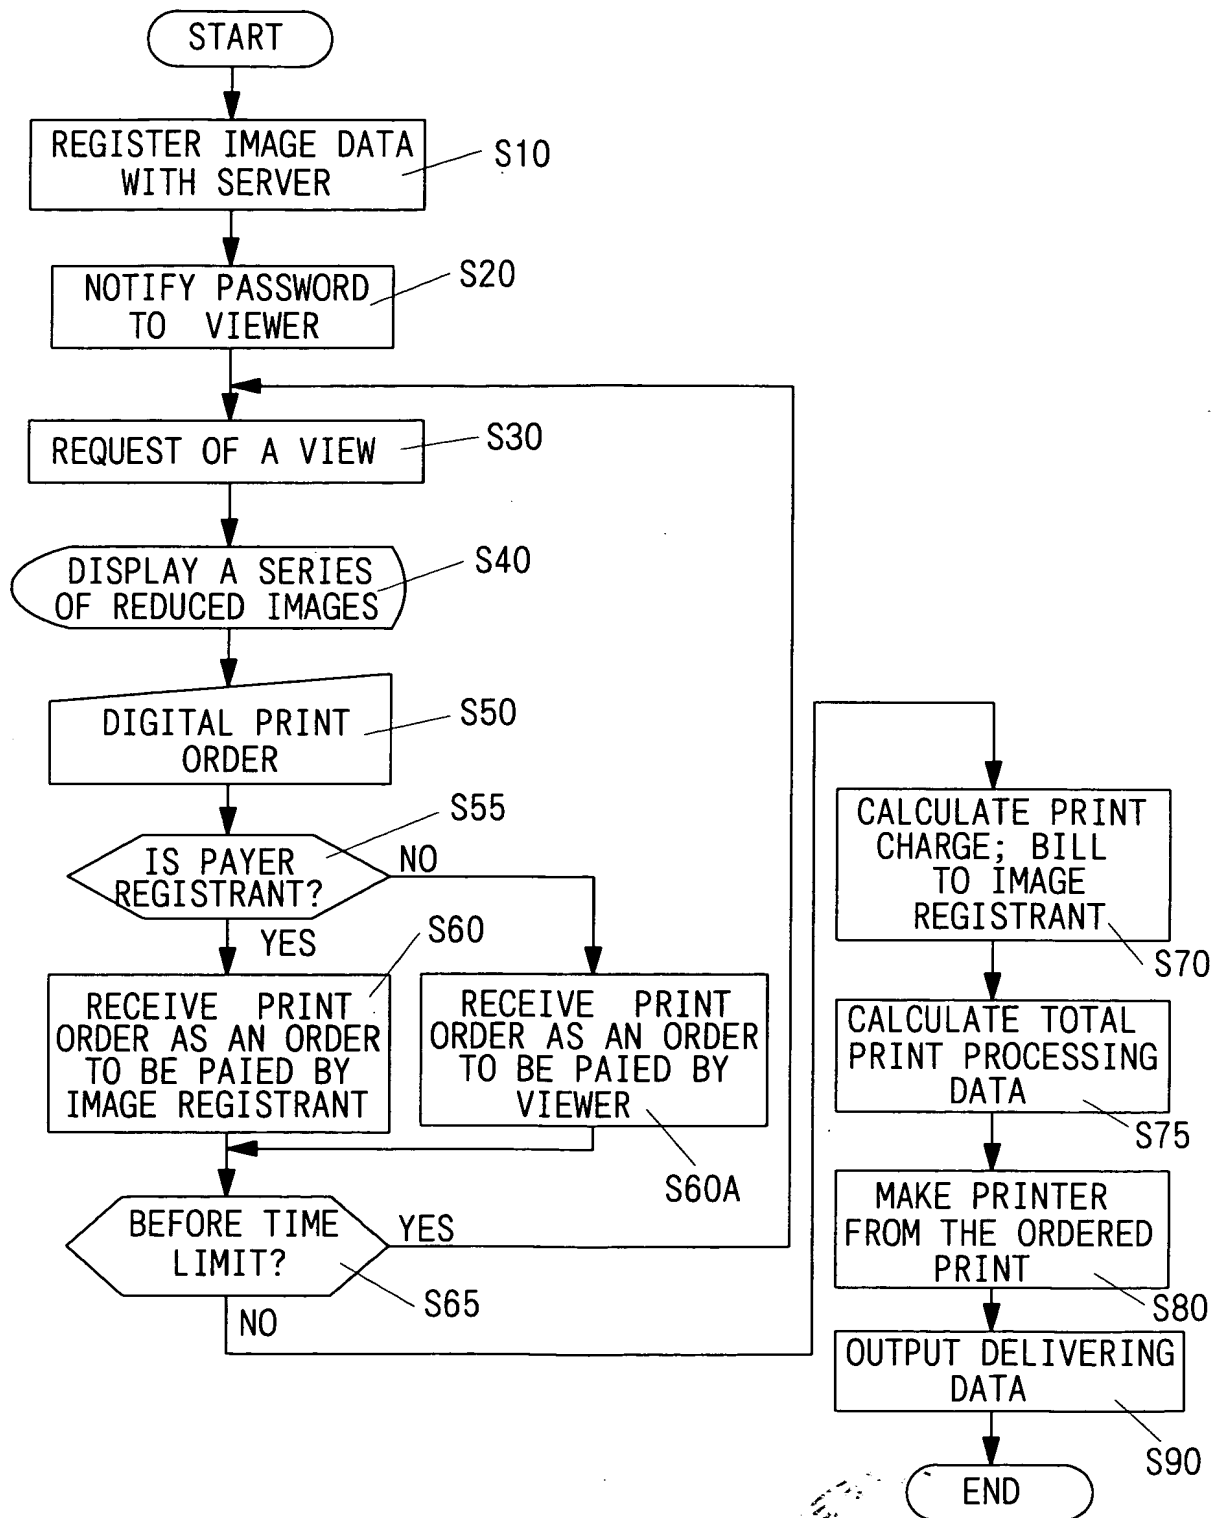 START
REGISTER IMAGE DATA
WITH SERVER
S10
NOTIFY PASSWORD
TO VIEWER
S20
REQUEST OF A VIEW
S30
DISPLAY A SERIES
OF REDUCED IMAGES
S40
DIGITAL PRINT
ORDER
S50
IS PAYER
REGISTRANT?
S55
NO
YES
RECEIVE PRINT
ORDER AS AN ORDER
TO BE PAIED BY
IMAGE REGISTRANT
S60
RECEIVE PRINT
ORDER AS AN ORDER
TO BE PAIED BY
VIEWER
S60A
BEFORE TIME
LIMIT?
YES
S65
NO
CALCULATE PRINT
CHARGE; BILL
TO IMAGE
REGISTRANT
S70
CALCULATE TOTAL
PRINT PROCESSING
DATA
S75
MAKE PRINTER
FROM THE ORDERED
PRINT
S80
OUTPUT DELIVERING
DATA
S90
END